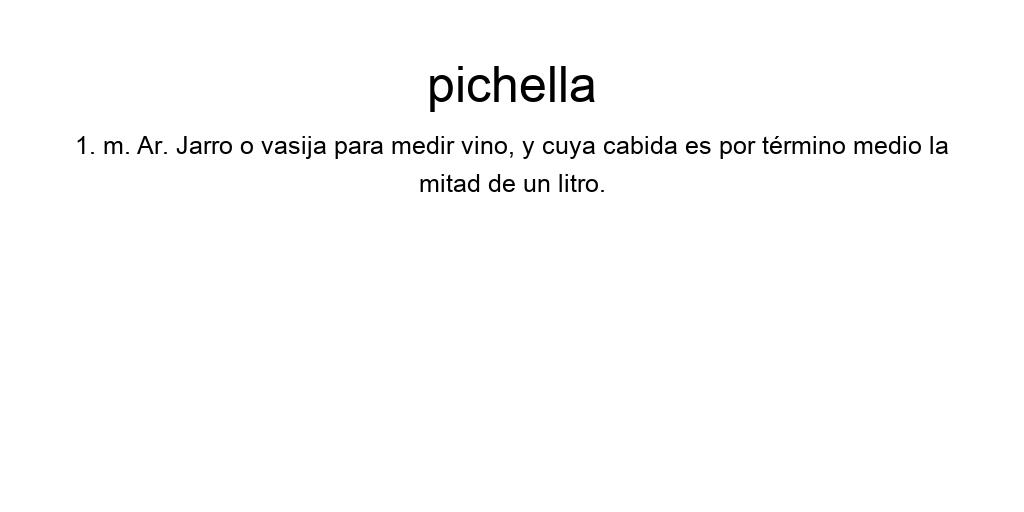 pichella
1. m. Ar. Jarro o vasija para medir vino, y cuya cabida es por término medio la
mitad de un litro.